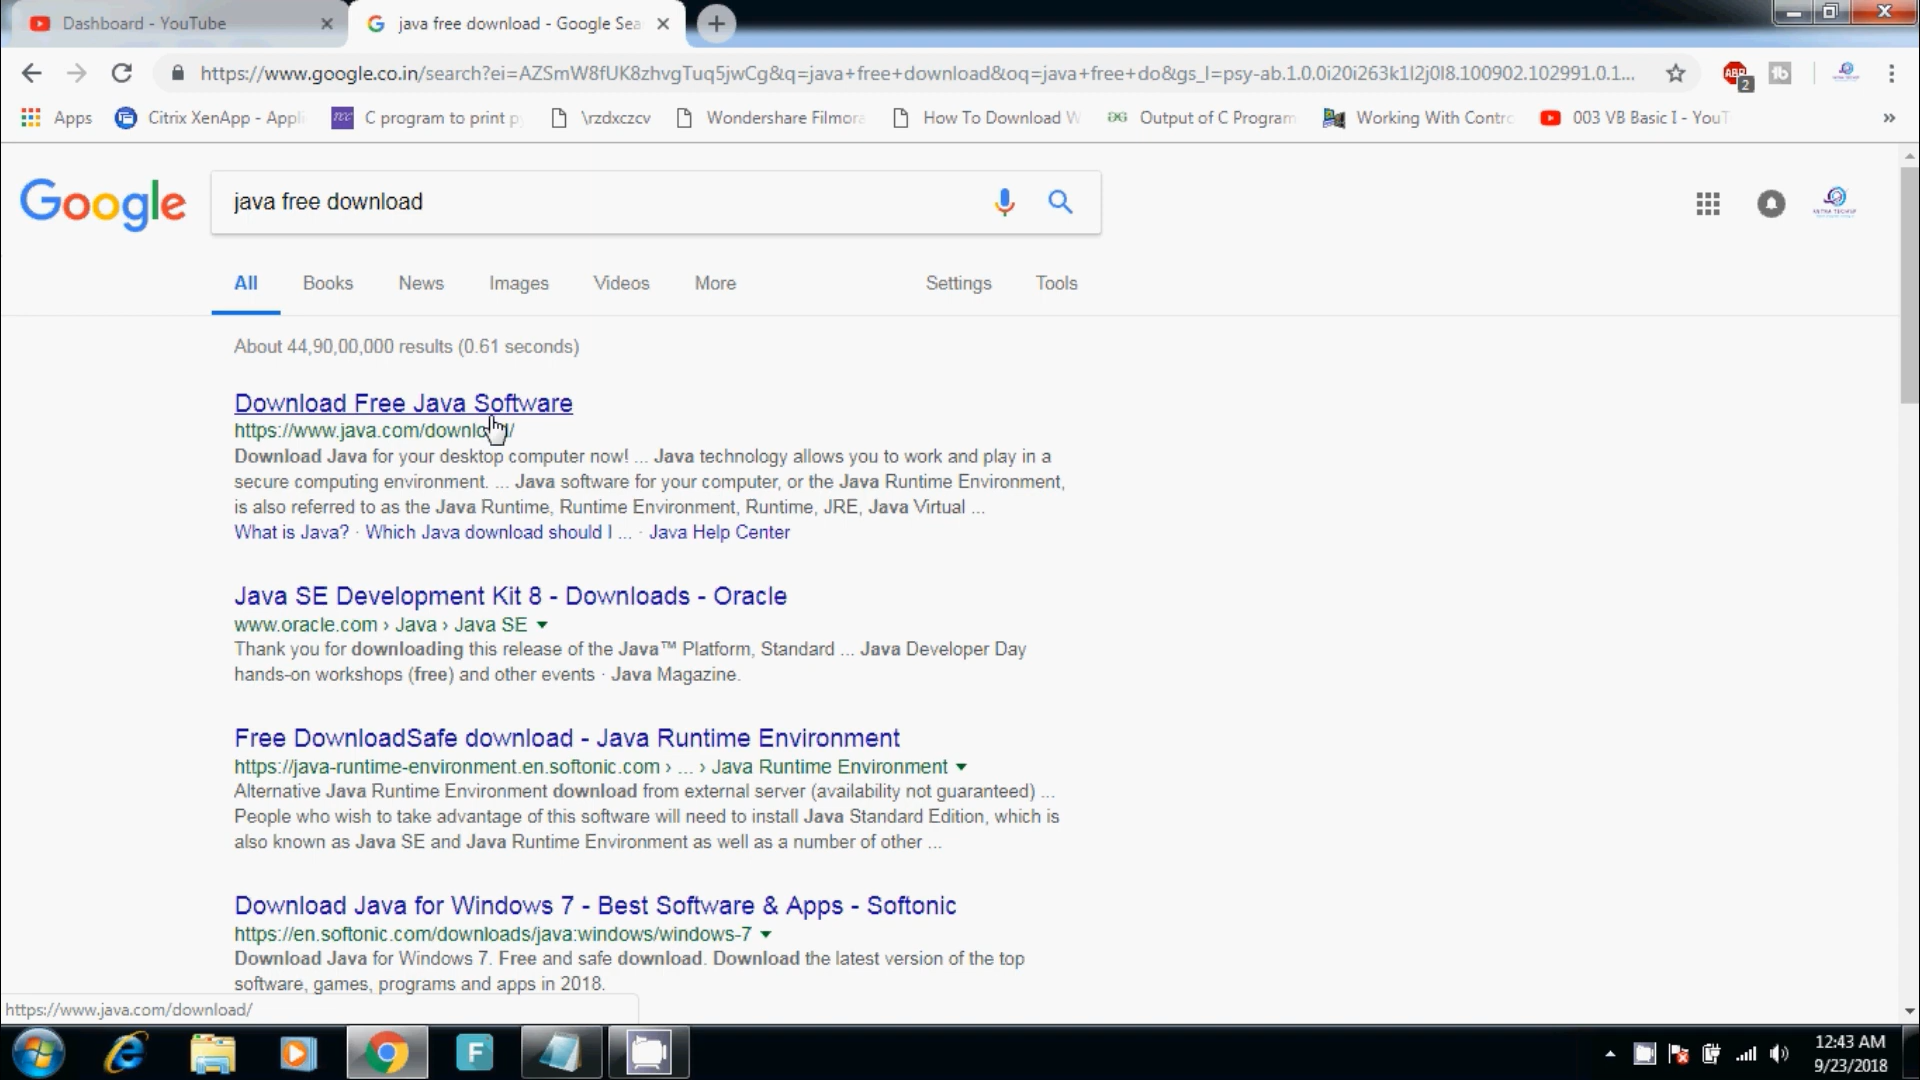 Dashboard - YouTube
java free download - Google Sea
https://www.google.co.in/search?ei=AZSmW8fUK8zhvgTuq5jwCg&q=java+free+download&oq=java+free+do&gs_l=psy-ab.1.0.0i20i263k1l2j0l8.100902.102991.0.1...
ABP
2
Apps
Citrix XenApp - Appli
C program to print p
\rzdxczcv
Wondershare Filmora
How To Download W
Output of C Program
Working With Contro
003 VB Basic I - YouT
»
Google
java free download
All Books News Images Videos More Settings Tools
About 44,90,00,000 results (0.61 seconds)
Download Free Java Software
https://www.java.com/download/
Download Java for your desktop computer now! ... Java technology allows you to work and play in a
secure computing environment. ... Java software for your computer, or the Java Runtime Environment,
is also referred to as the Java Runtime, Runtime Environment, Runtime, JRE, Java Virtual ...
What is Java? · Which Java download should I ... · Java Help Center
Java SE Development Kit 8 - Downloads - Oracle
www.oracle.com › Java › Java SE
Thank you for downloading this release of the Java™ Platform, Standard ... Java Developer Day
hands-on workshops (free) and other events · Java Magazine.
Free DownloadSafe download - Java Runtime Environment
https://java-runtime-environment.en.softonic.com › ... › Java Runtime Environment
Alternative Java Runtime Environment download from external server (availability not guaranteed) ...
People who wish to take advantage of this software will need to install Java Standard Edition, which is
also known as Java SE and Java Runtime Environment as well as a number of other ...
Download Java for Windows 7 - Best Software & Apps - Softonic
https://en.softonic.com/downloads/java:windows/windows-7
Download Java for Windows 7. Free and safe download. Download the latest version of the top
software, games, programs and apps in 2018.
https://www.java.com/download/
F
12:43 AM
9/23/2018